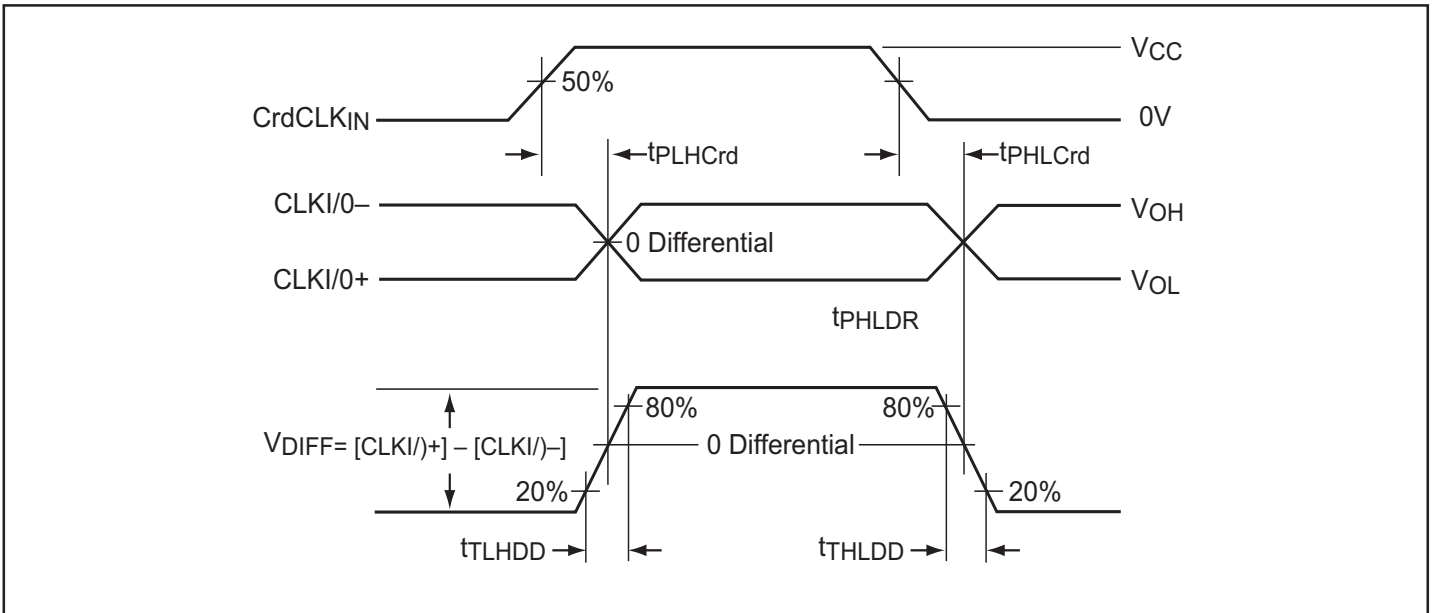 VCC
50%
CrdCLKIN
0V
tPLHCrd
tPHLCrd
CLKI/0–
VOH
0 Differential
CLKI/0+
VOL
tPHLDR
80%
80%
VDIFF= [CLKI/)+] – [CLKI/)–]
0 Differential
20%
20%
tTLHDD
tTHLDD